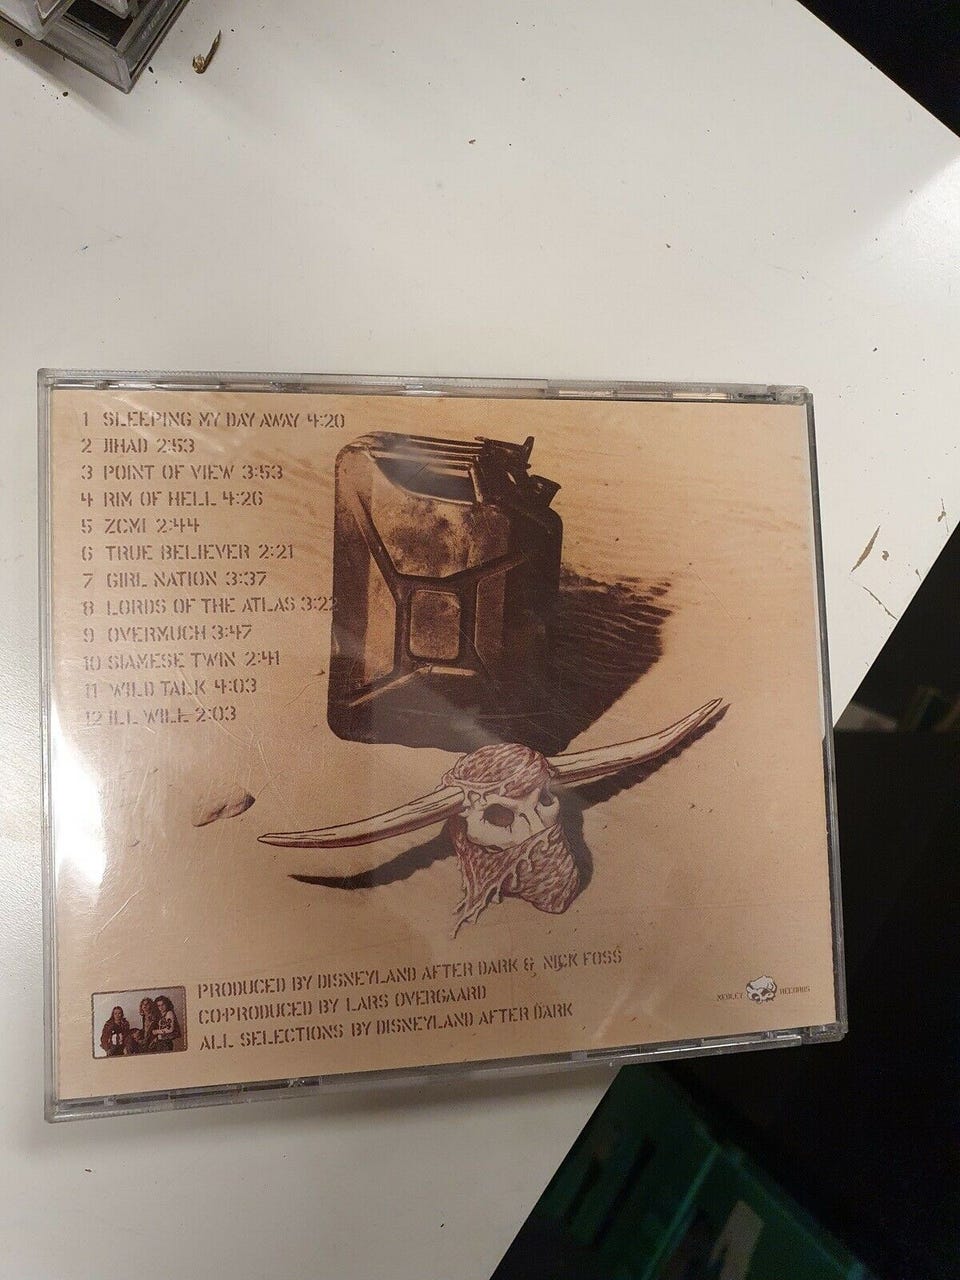 1 SLEEPING MY DAY AWAY 4:20
2 JIHAD 2:53
3 POINT OF VIEW 3:53
4 RIM OF HELL 4:26
5 ZCMI 2:44
6 TRUE BELIEVER 2:21
7 GIRL NATION 3:37
8 LORDS OF THE ATLAS 3:22
9 OVERMUCH 3:47
10 SIAMESE TWIN 2:41
11 WILD TALK 4:03
12 ILL WILL 2:03
PRODUCED BY DISNEYLAND AFTER DARK & NICK FOSS
CO-PRODUCED BY LARS OVERGAARD
ALL SELECTIONS BY DISNEYLAND AFTER DARK
MEDLEY RECORDS